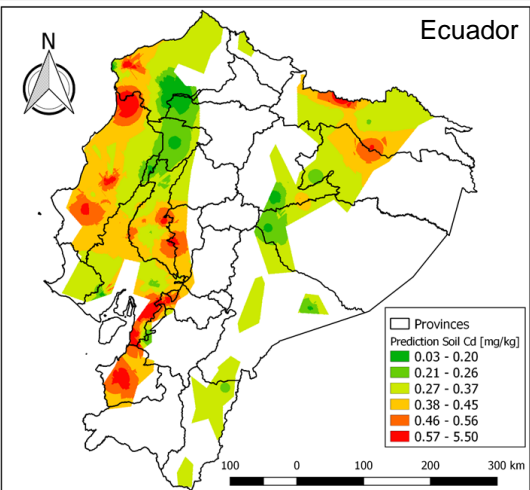 Ecuador
N
Provinces
Prediction Soil Cd [mg/kg]
0.03 - 0.20
0.21 - 0.26
0.27 - 0.37
0.38 - 0.45
0.46 - 0.56
0.57 - 5.50
100 0 100 200 300 km